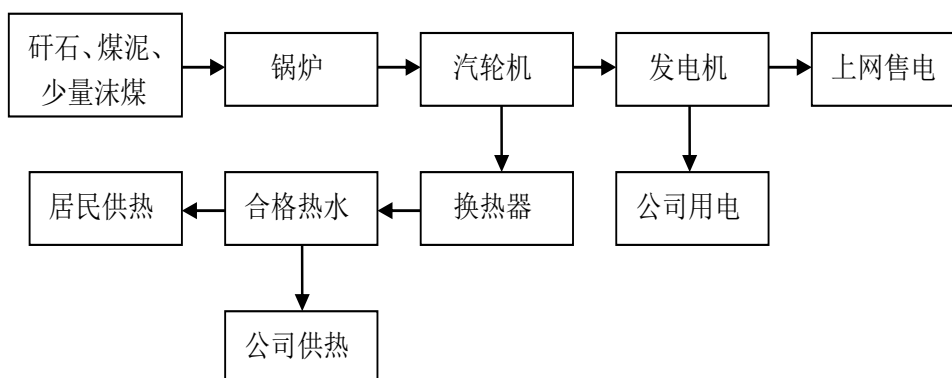 矸石、煤泥、
少量沫煤
锅炉
汽轮机
发电机
上网售电
居民供热
合格热水
换热器
公司用电
公司供热